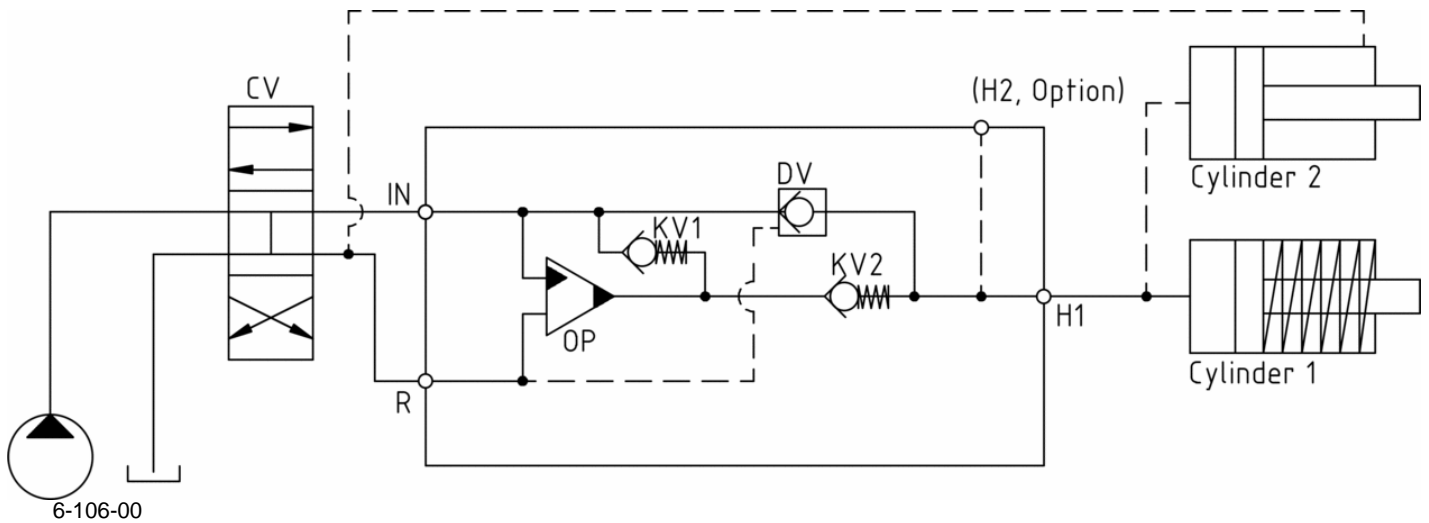 CV
(H2, Option)
Cylinder 2
IN
DV
KV1
KV2
OP
H1
R
Cylinder 1
6-106-00